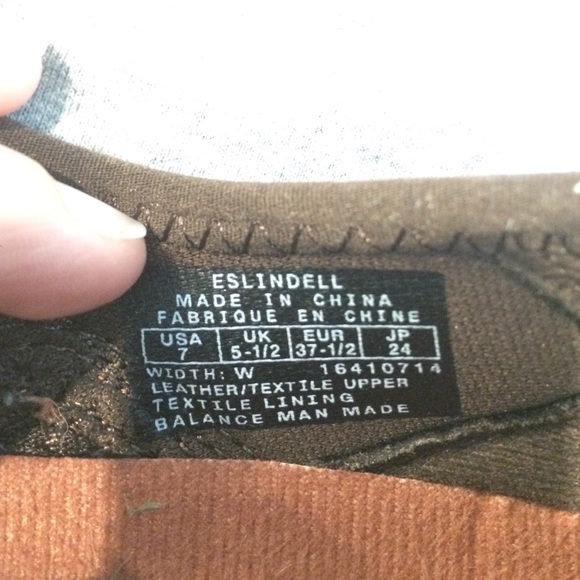 ESLINDELL
MADE IN CHINA
FABRIQUE EN CHINE
USA UK EUR JP
7 5-1/2 37-1/2 24
WIDTH: W 16410714
LEATHER/TEXTILE UPPER
TEXTILE LINING
BALANCE MAN MADE